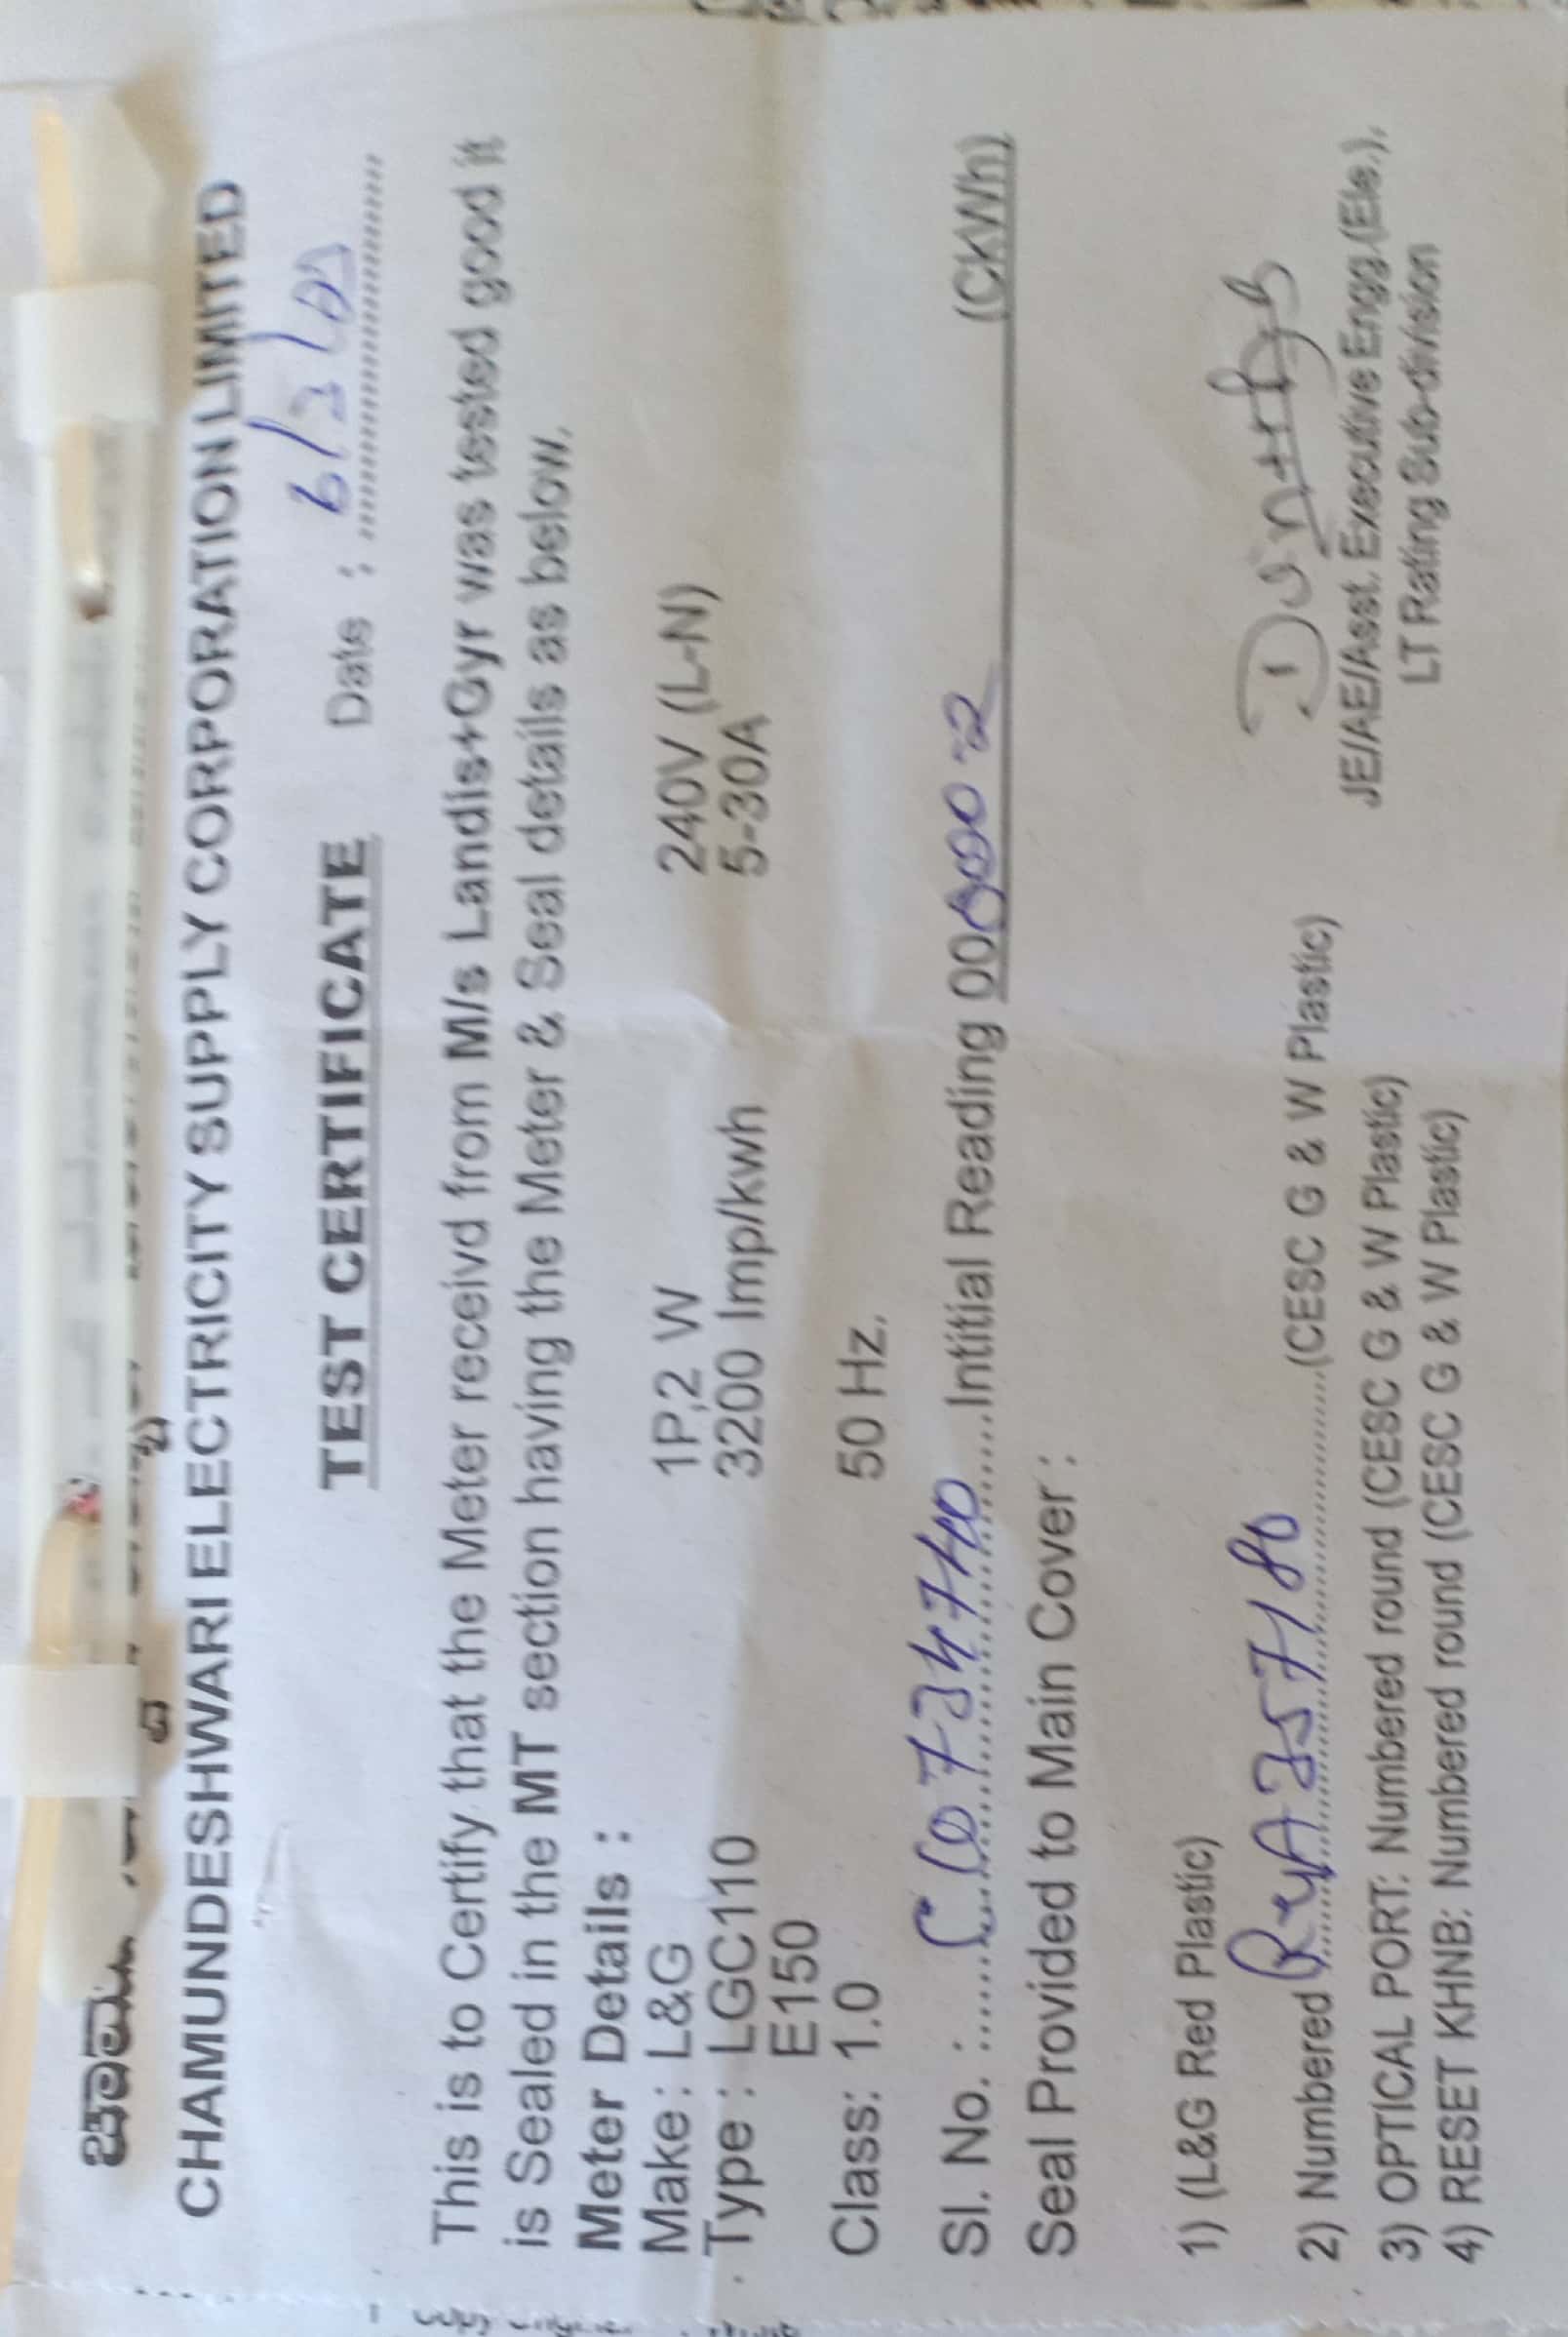 CHAMUNDESHWARI ELECTRICITY SUPPLY CORPORATION LIMITED
TEST CERTIFICATE Date :
This is to Certify that the Meter receivd from M/s Landis+Gyr was tested good it
is Sealed in the MT section having the Meter & Seal details as below.
Meter Details :
Make : L&G 1P,2 W 240V (L-N)
Type : LGC110 3200 Imp/kwh 5-30A
E150
Class: 1.0 50 Hz.
Sl. No. : Intitial Reading 00 (CKWh)
Seal Provided to Main Cover :
1) (L&G Red Plastic)
2) Numbered (CESC G & W Plastic)
3) OPTICAL PORT: Numbered round (CESC G & W Plastic)
4) RESET KHNB: Numbered round (CESC G & W Plastic)
JE/AE/Asst. Executive Engg.(Ele.),
LT Rating Sub-division